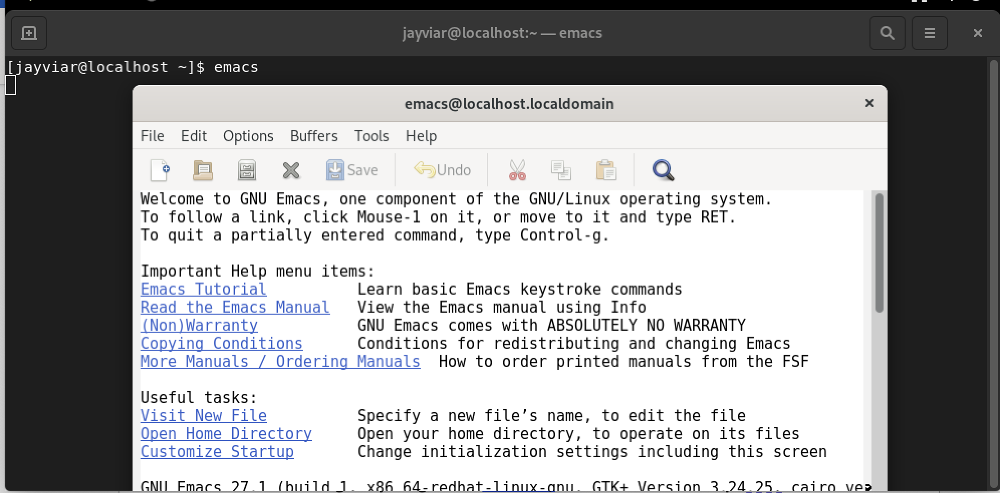 jayviar@localhost:~ — emacs
[jayviar@localhost ~]$ emacs
emacs@localhost.localdomain
File Edit Options Buffers Tools Help
Save Undo
Welcome to GNU Emacs, one component of the GNU/Linux operating system.
To follow a link, click Mouse-1 on it, or move to it and type RET.
To quit a partially entered command, type Control-g.
Important Help menu items:
Emacs Tutorial Learn basic Emacs keystroke commands
Read the Emacs Manual View the Emacs manual using Info
(Non)Warranty GNU Emacs comes with ABSOLUTELY NO WARRANTY
Copying Conditions Conditions for redistributing and changing Emacs
More Manuals / Ordering Manuals How to order printed manuals from the FSF
Useful tasks:
Visit New File Specify a new file’s name, to edit the file
Open Home Directory Open your home directory, to operate on its files
Customize Startup Change initialization settings including this screen
GNU Emacs 27.1 (build 1, x86_64-redhat-linux-gnu, GTK+ Version 3.24.25, cairo